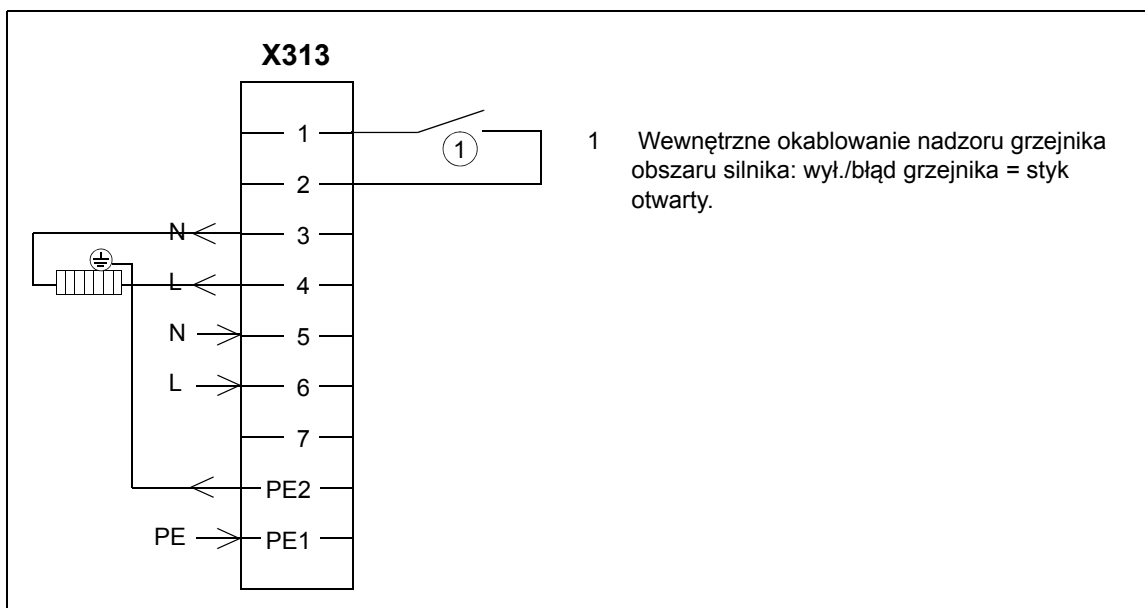 X313
1
1
2
N
3
L
4
N
5
L
6
7
PE2
PE
PE1
1 Wewnętrzne okablowanie nadzoru grzejnika
obszaru silnika: wył./błąd grzejnika = styk
otwarty.